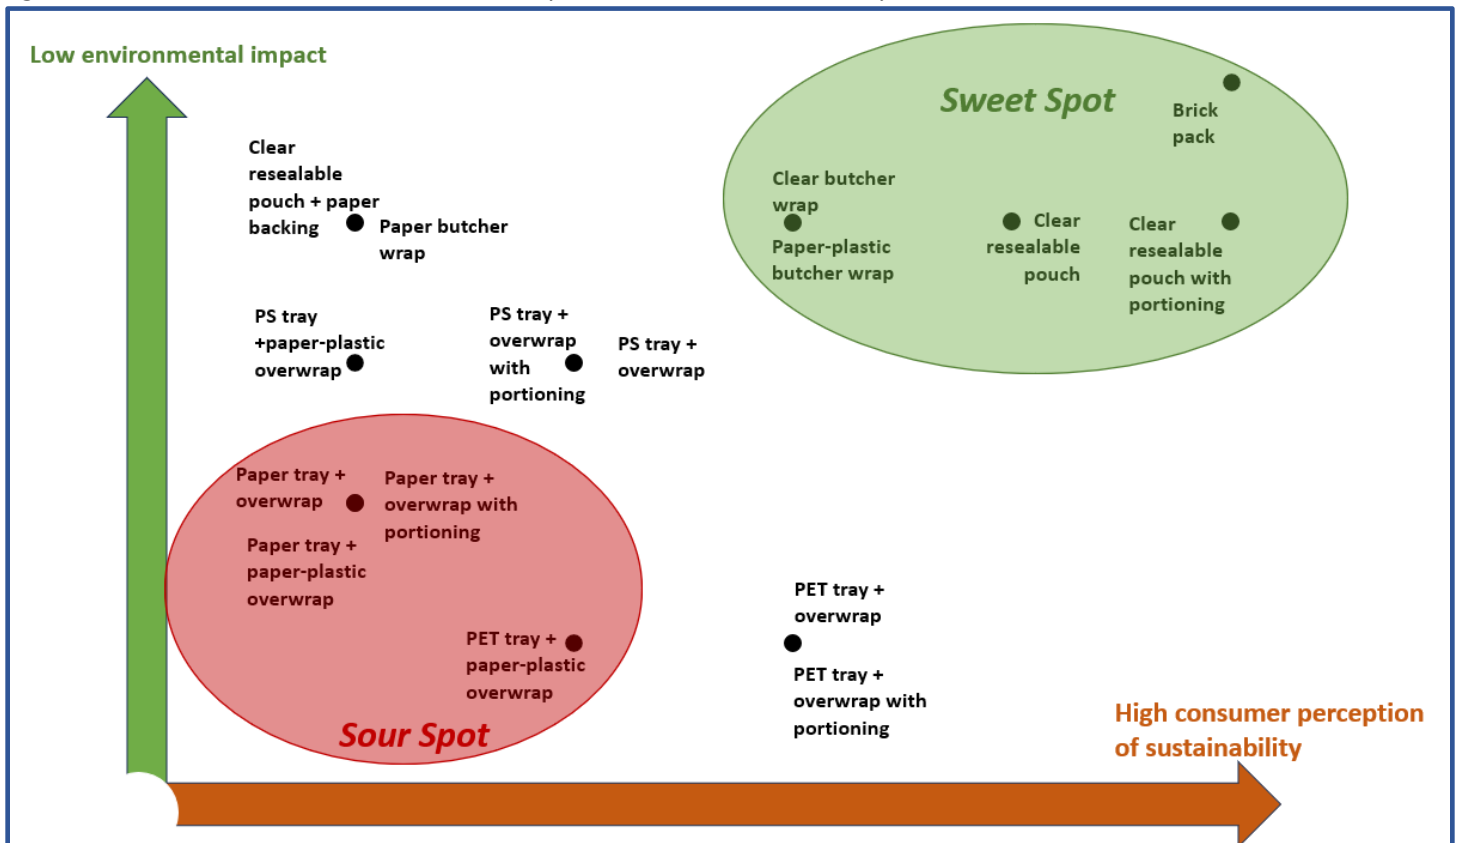 Low environmental impact
Sweet Spot
Brick
pack
Clear
resealable
pouch + paper
backing
Paper butcher
wrap
Clear butcher
wrap
Paper-plastic
butcher wrap
Clear
resealable
pouch
Clear
resealable
pouch with
portioning
PS tray
+paper-plastic
overwrap
PS tray +
overwrap
with
portioning
PS tray +
overwrap
Paper tray +
overwrap
Paper tray +
overwrap with
portioning
Paper tray +
paper-plastic
overwrap
PET tray +
paper-plastic
overwrap
Sour Spot
PET tray +
overwrap
PET tray +
overwrap with
portioning
High consumer perception
of sustainability